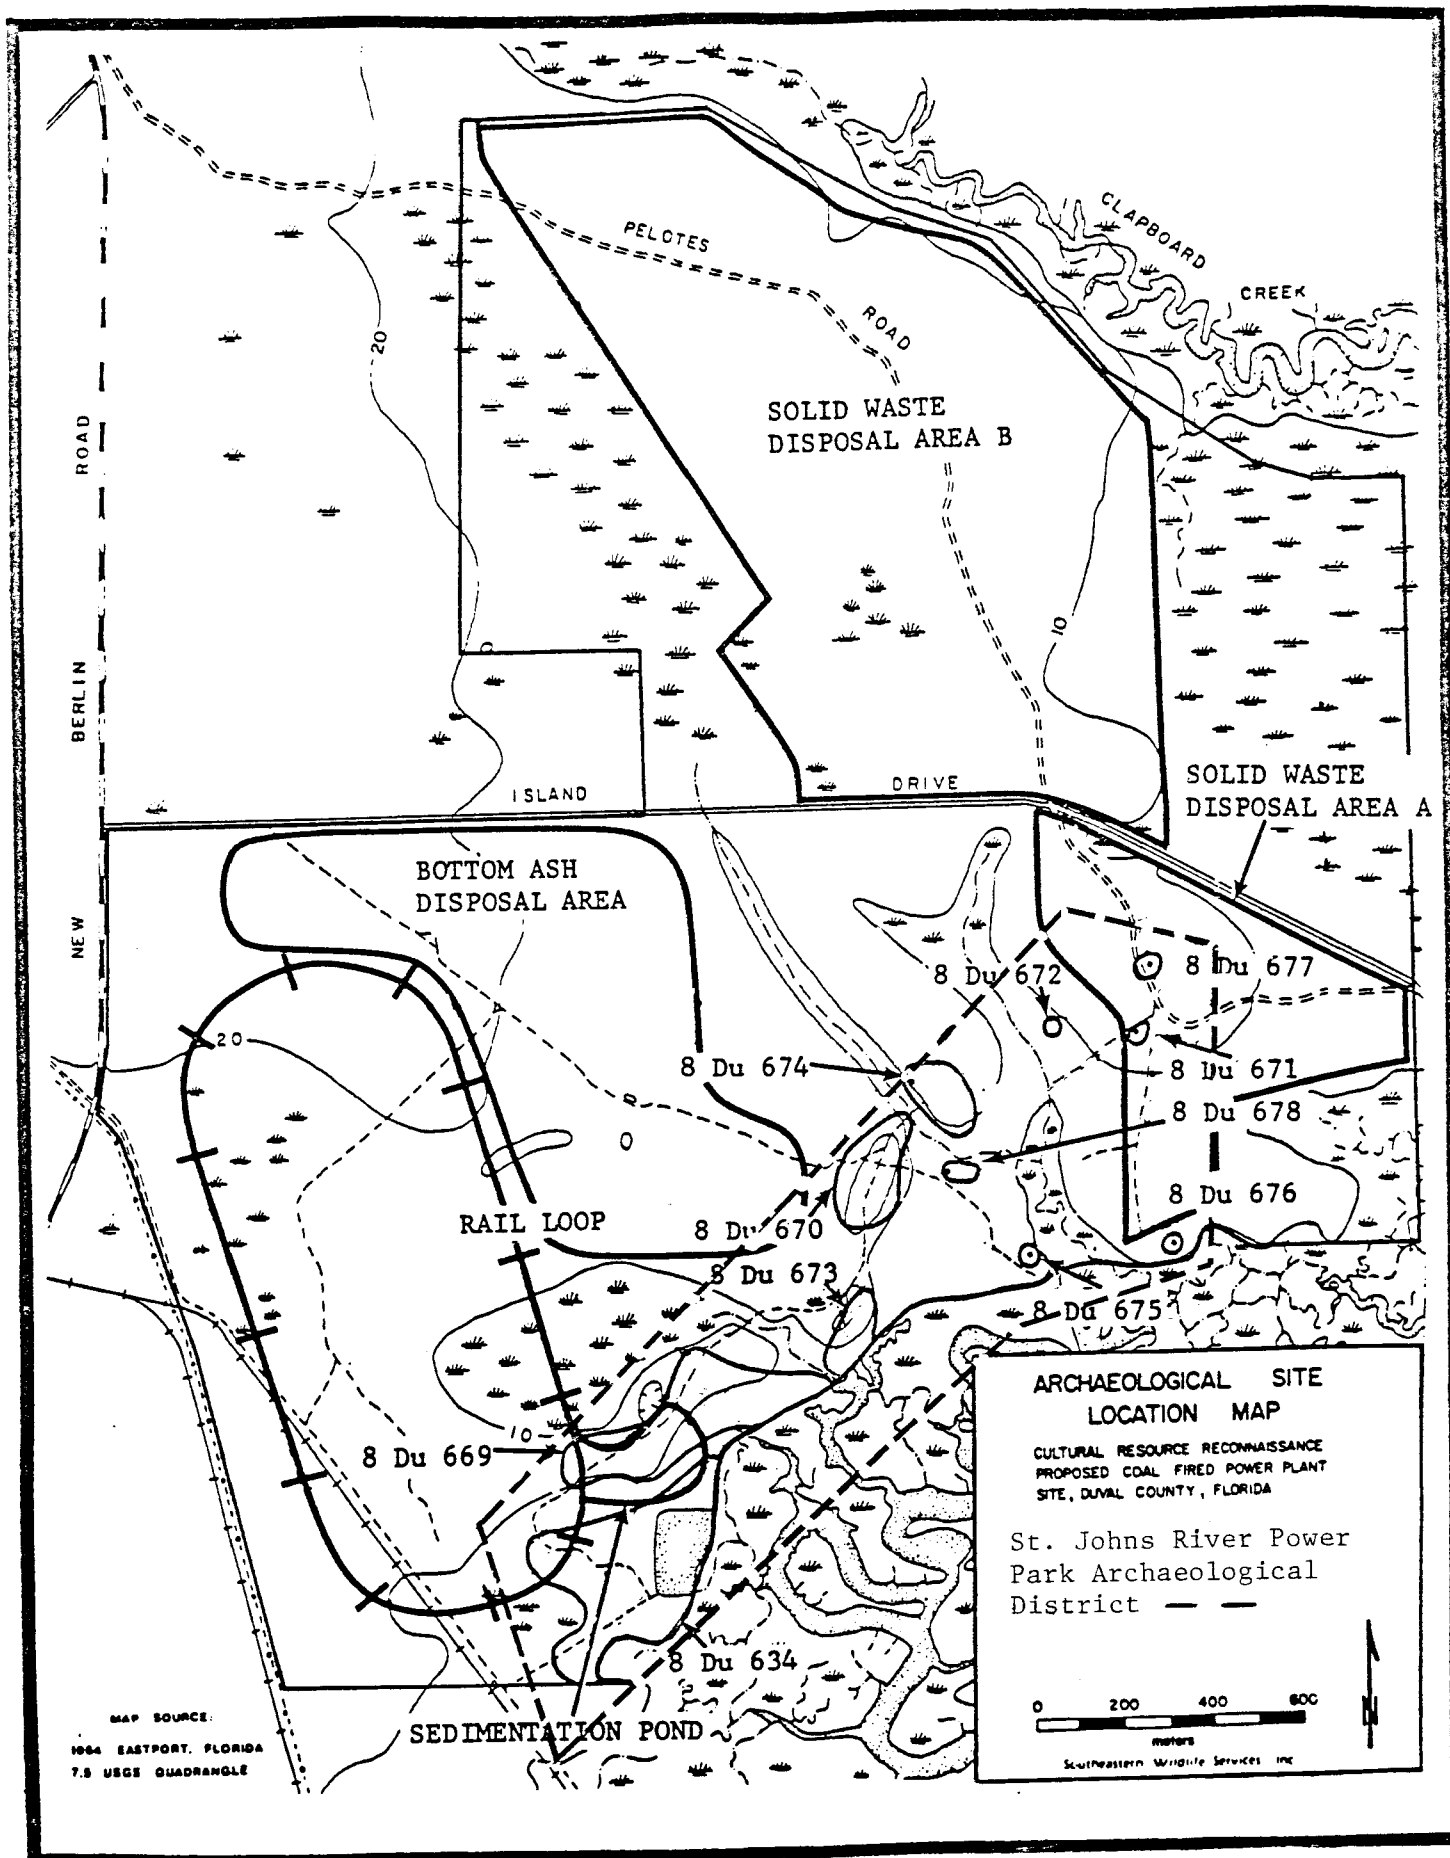 CLAPBOARD
CREEK
PELOTES
ROAD
20
ROAD
SOLID WASTE
DISPOSAL AREA B
10
BERLIN
SOLID WASTE
DISPOSAL AREA A
ISLAND
DRIVE
BOTTOM ASH
DISPOSAL AREA
NEW
8 Du 672
8 Du 677
20
8 Du 674
8 Du 671
8 Du 678
8 Du 676
RAIL LOOP
8 Du 670
8 Du 673
8 Du 675
10
8 Du 669
8 Du 634
SEDIMENTATION POND
ARCHAEOLOGICAL SITE
LOCATION MAP
CULTURAL RESOURCE RECONNAISSANCE
PROPOSED COAL FIRED POWER PLANT
SITE, DUVAL COUNTY, FLORIDA
St. Johns River Power
Park Archaeological
District — —
0 200 400 600
meters
Southeastern Wildlife Services Inc
N
MAP SOURCE:
1964 EASTPORT, FLORIDA
7.5 USGS QUADRANGLE